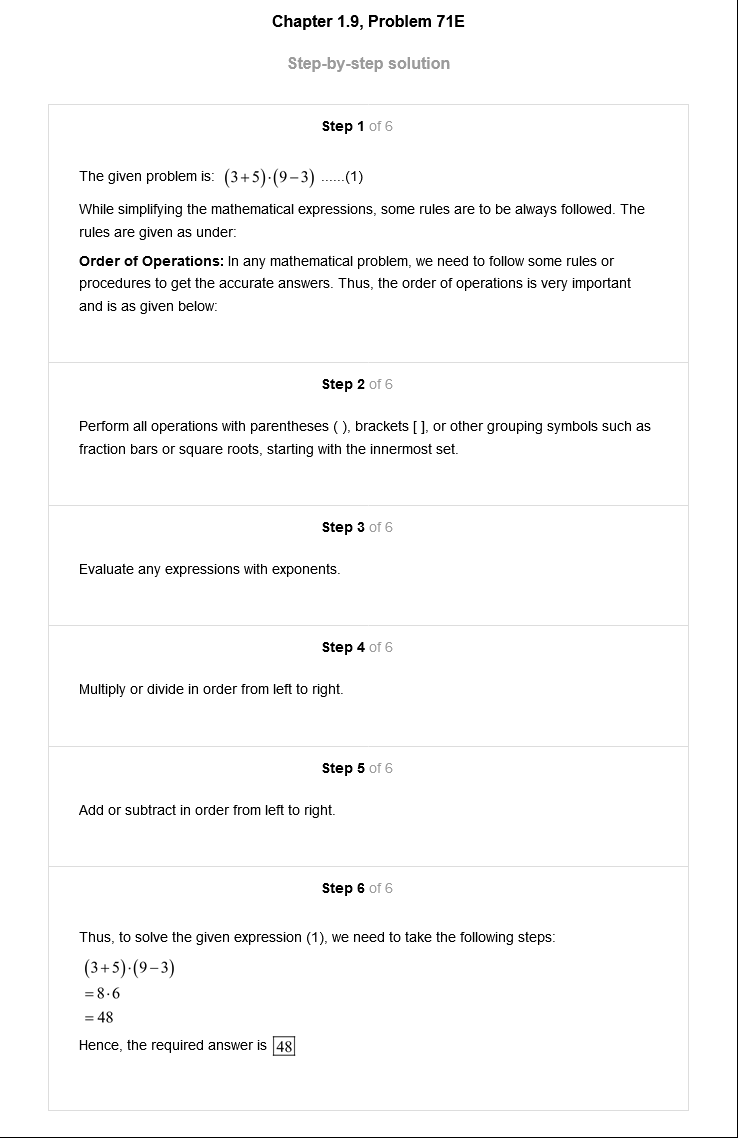 Chapter 1.9, Problem 71E
Step-by-step solution
Step 1 of 6
The given problem is: (3+5)·(9−3) ......(1)
While simplifying the mathematical expressions, some rules are to be always followed. The
rules are given as under:
Order of Operations: In any mathematical problem, we need to follow some rules or
procedures to get the accurate answers. Thus, the order of operations is very important
and is as given below:
Step 2 of 6
Perform all operations with parentheses ( ), brackets [ ], or other grouping symbols such as
fraction bars or square roots, starting with the innermost set.
Step 3 of 6
Evaluate any expressions with exponents.
Step 4 of 6
Multiply or divide in order from left to right.
Step 5 of 6
Add or subtract in order from left to right.
Step 6 of 6
Thus, to solve the given expression (1), we need to take the following steps:
(3+5)·(9−3)
=8·6
=48
Hence, the required answer is 48